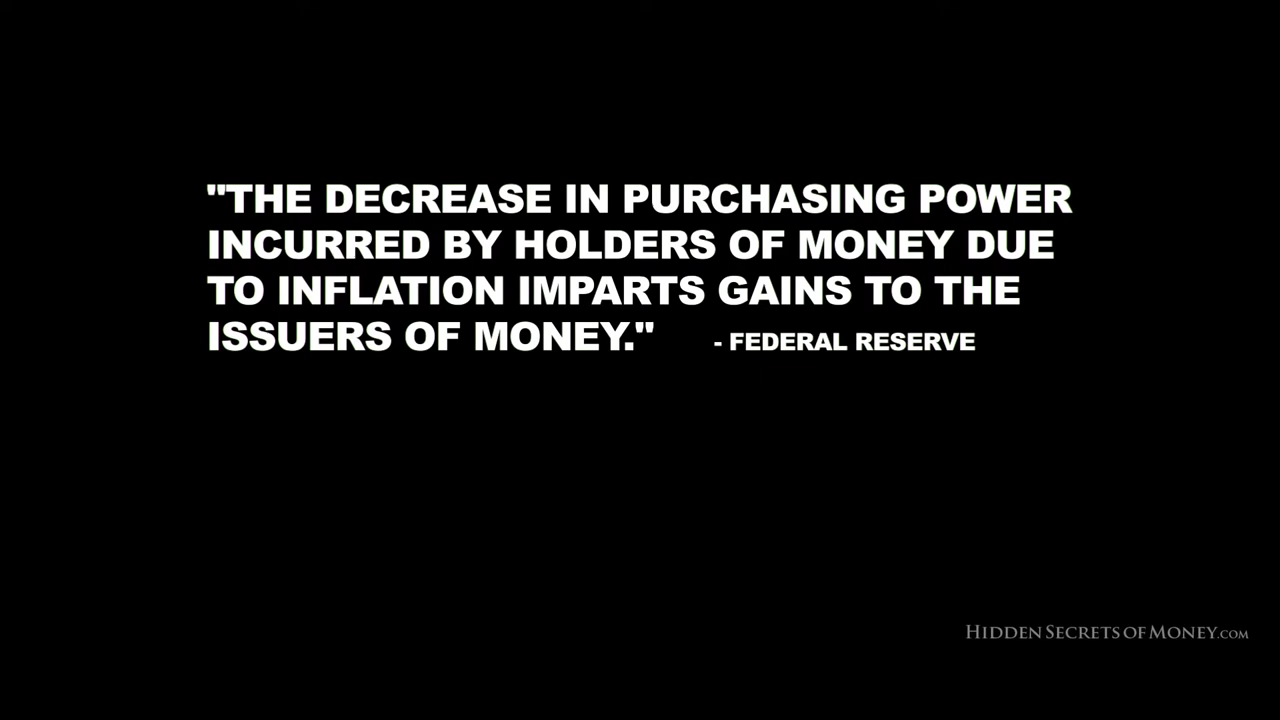 "THE DECREASE IN PURCHASING POWER
INCURRED BY HOLDERS OF MONEY DUE
TO INFLATION IMPARTS GAINS TO THE
ISSUERS OF MONEY." - FEDERAL RESERVE
HIDDEN SECRETS OF MONEY.COM